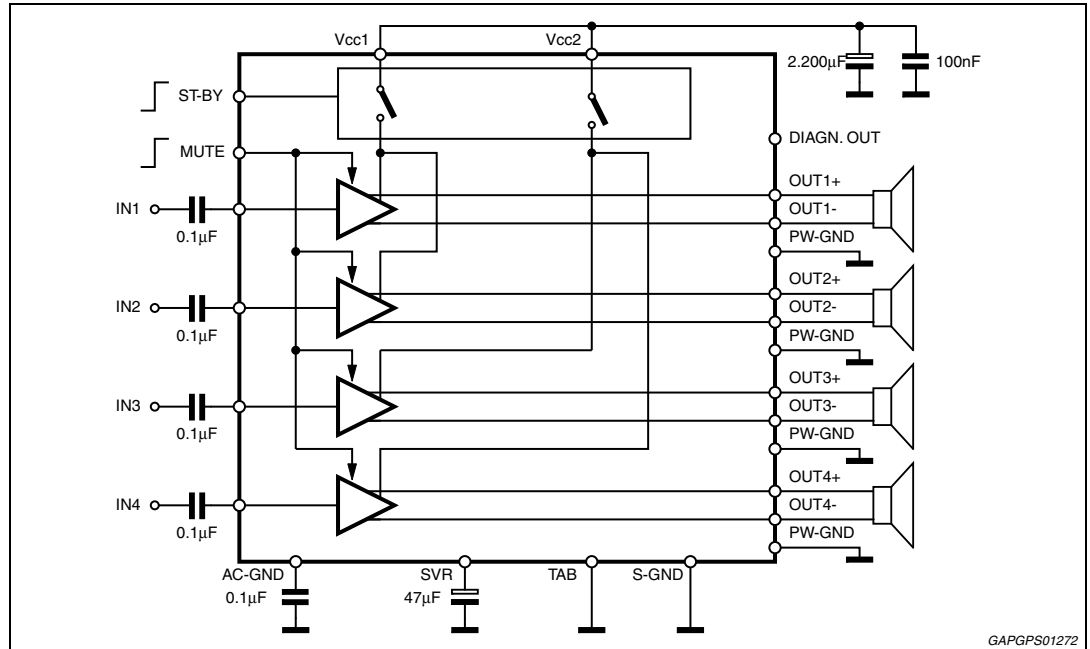 Vcc1
Vcc2
2.200µF
100nF
ST-BY
DIAGN. OUT
MUTE
OUT1+
IN1
OUT1-
0.1µF
PW-GND
OUT2+
IN2
OUT2-
0.1µF
PW-GND
OUT3+
IN3
OUT3-
0.1µF
PW-GND
OUT4+
IN4
OUT4-
0.1µF
PW-GND
AC-GND
SVR
TAB
S-GND
0.1µF
47µF
GAPGPS01272